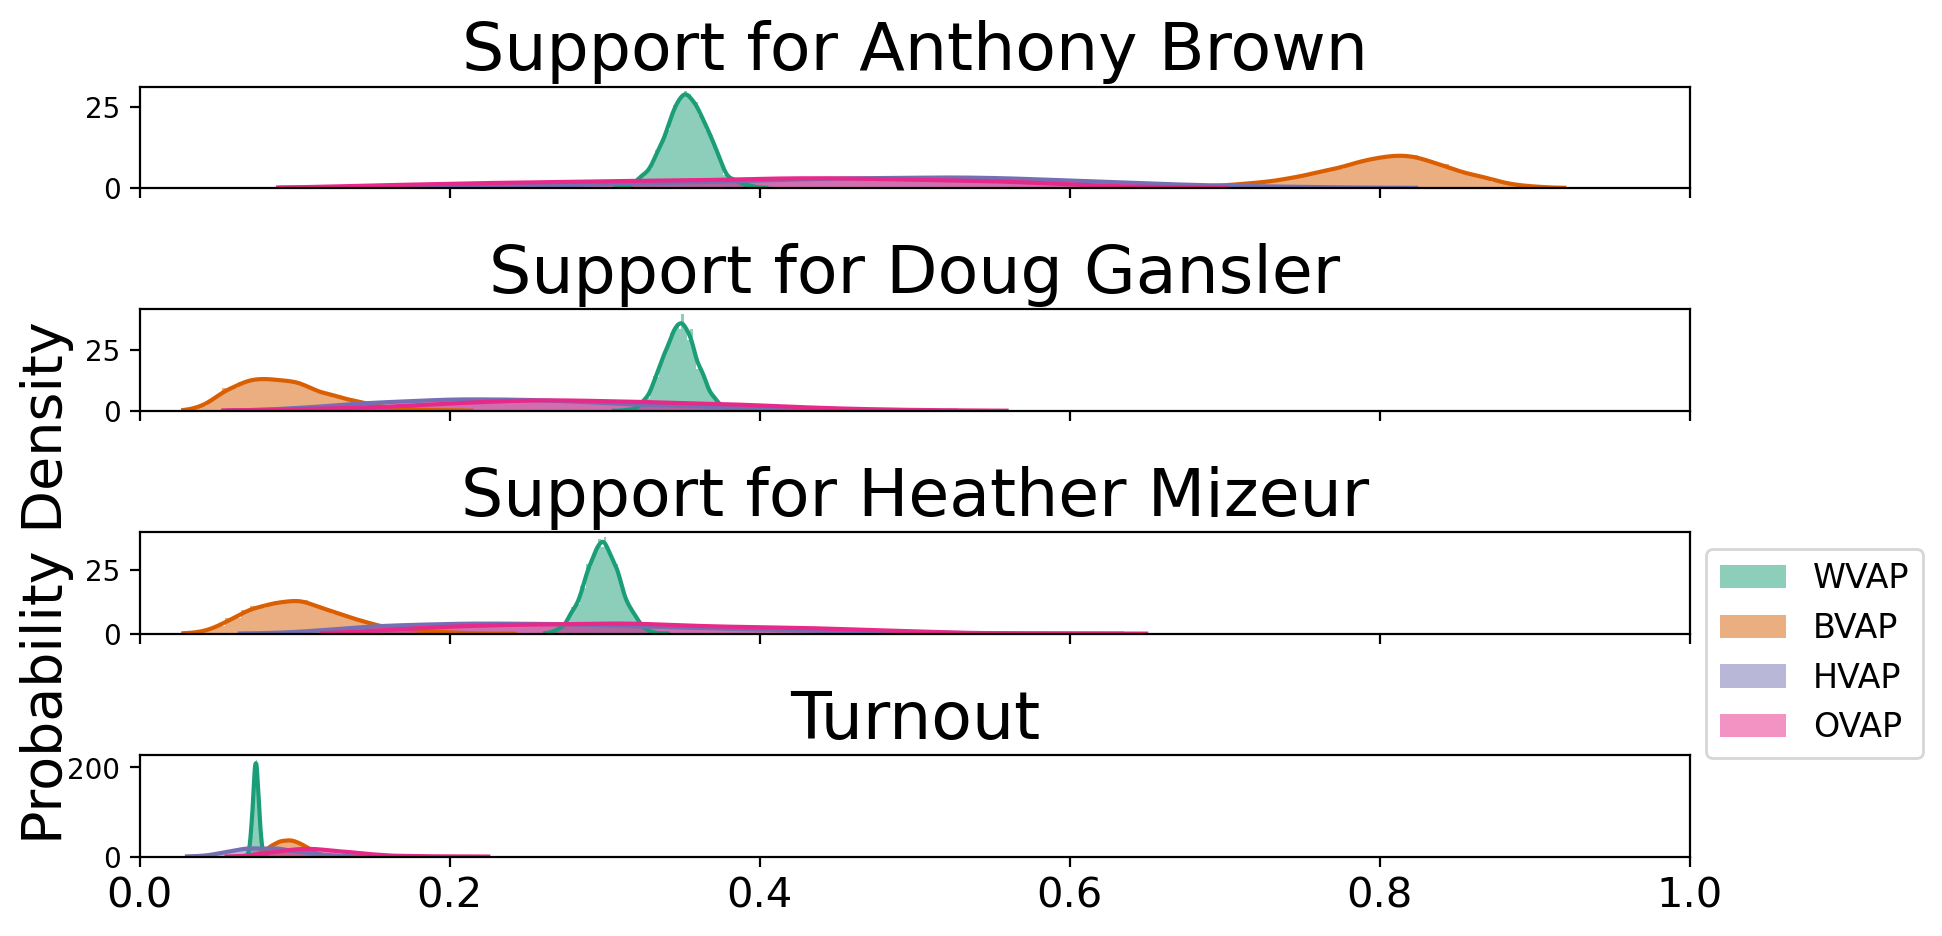 Support for Anthony Brown
25
0
Support for Doug Gansler
25
0
Support for Heather Mizeur
25
0
Turnout
200
0
0.0 0.2 0.4 0.6 0.8 1.0
Probability Density
WVAP
BVAP
HVAP
OVAP